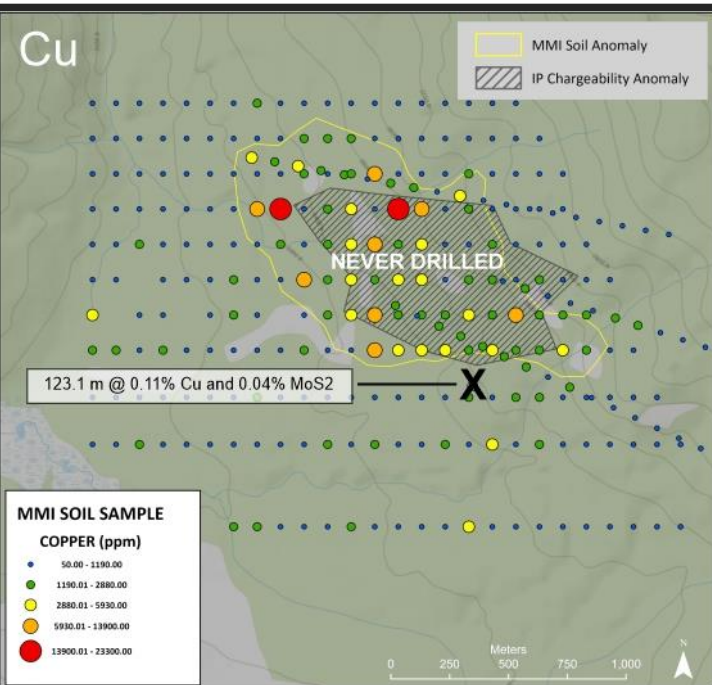 Cu
MMI Soil Anomaly
IP Chargeability Anomaly
NEVER DRILLED
123.1 m @ 0.11% Cu and 0.04% MoS2
X
MMI SOIL SAMPLE
COPPER (ppm)
50.00 - 1190.00
1190.01 - 2880.00
2880.01 - 5930.00
5930.01 - 13900.00
13900.01 - 23300.00
Meters
0 250 500 750 1,000
N